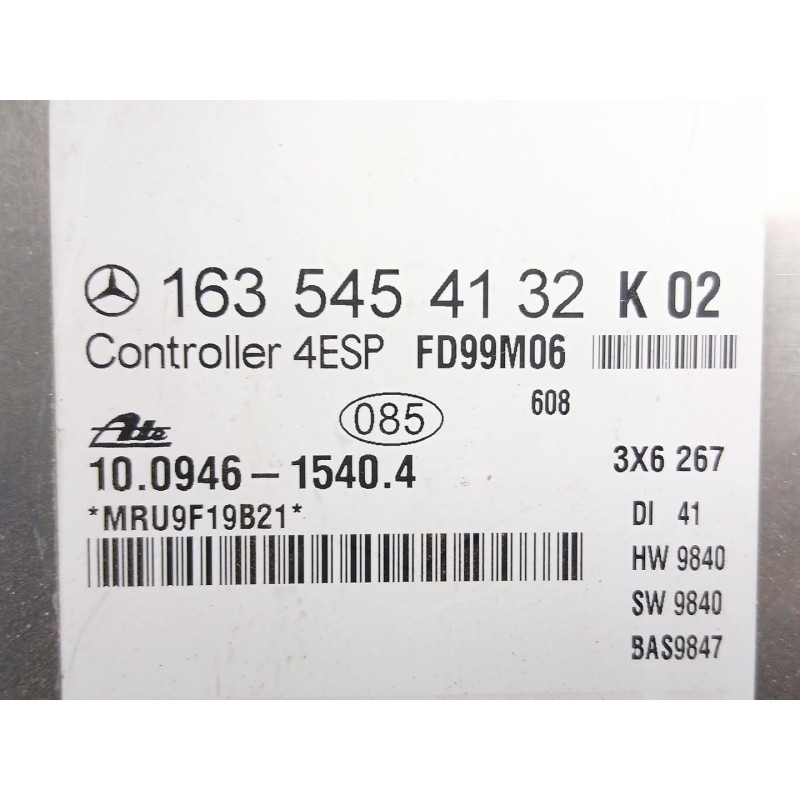 163 545 41 32 K 02
Controller 4ESP FD99M06
608
085
Ate
10.0946-1540.4
3X6 267
*MRU9F19B21*
DI 41
HW 9840
SW 9840
BAS9847